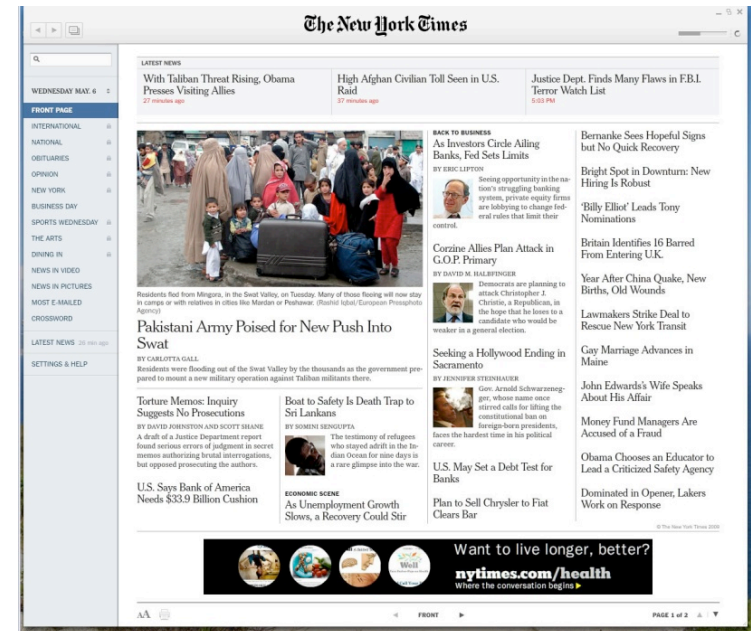 The New York Times
WEDNESDAY MAY. 6
FRONT PAGE
INTERNATIONAL
NATIONAL
OBITUARIES
OPINION
NEW YORK
BUSINESS DAY
SPORTS WEDNESDAY
THE ARTS
DINING IN
NEWS IN VIDEO
NEWS IN PICTURES
MOST E-MAILED
CROSSWORD
LATEST NEWS 26 min ago
SETTINGS & HELP
LATEST NEWS
With Taliban Threat Rising, Obama
Presses Visiting Allies
27 minutes ago
High Afghan Civilian Toll Seen in U.S.
Raid
37 minutes ago
Justice Dept. Finds Many Flaws in F.B.I.
Terror Watch List
5:53 PM
Residents fled from Mingora, in the Swat Valley, on Tuesday. Many of those fleeing will now stay
in camps or with relatives in cities like Mardan or Peshawar. (Rashid Iqbal/European Pressphoto
Agency)
Pakistani Army Poised for New Push Into
Swat
BY CARLOTTA GALL
Residents were flooding out of the Swat Valley by the thousands as the government pre-
pared to mount a new military operation against Taliban militants there.
Torture Memos: Inquiry
Suggests No Prosecutions
BY DAVID JOHNSTON AND SCOTT SHANE
A draft of a Justice Department report
found serious errors of judgment in secret
memos authorizing brutal interrogations,
but opposed prosecuting the authors.
U.S. Says Bank of America
Needs $33.9 Billion Cushion
Boat to Safety Is Death Trap to
Sri Lankans
BY SOMINI SENGUPTA
The testimony of refugees
who stayed adrift in the In-
dian Ocean for nine days is
a rare glimpse into the war.
ECONOMIC SCENE
As Unemployment Growth
Slows, a Recovery Could Stir
BACK TO BUSINESS
As Investors Circle Ailing
Banks, Fed Sets Limits
BY ERIC LIPTON
Seeing opportunity in the na-
tion's struggling banking
system, private equity firms
are lobbying to change fed-
eral rules that limit their
control.
Corzine Allies Plan Attack in
G.O.P. Primary
BY DAVID M. HALBFINGER
Democrats are planning to
attack Christopher J.
Christie, a Republican, in
the hope that he loses to a
candidate who would be
weaker in a general election.
Seeking a Hollywood Ending in
Sacramento
BY JENNIFER STEINHAUER
Gov. Arnold Schwarzeneg-
ger, whose name once
stirred calls for lifting the
constitutional ban on
foreign-born presidents,
faces the hardest time in his political
career.
U.S. May Set a Debt Test for
Banks
Plan to Sell Chrysler to Fiat
Clears Bar
Bernanke Sees Hopeful Signs
but No Quick Recovery
Bright Spot in Downturn: New
Hiring Is Robust
'Billy Elliot' Leads Tony
Nominations
Britain Identifies 16 Barred
From Entering U.K.
Year After China Quake, New
Births, Old Wounds
Lawmakers Strike Deal to
Rescue New York Transit
Gay Marriage Advances in
Maine
John Edwards's Wife Speaks
About His Affair
Money Fund Managers Are
Accused of a Fraud
Obama Chooses an Educator to
Lead a Criticized Safety Agency
Dominated in Opener, Lakers
Work on Response
© The New York Times 2009
Well
Want to live longer, better?
nytimes.com/health
Where the conversation begins
AA
FRONT
PAGE 1 of 2